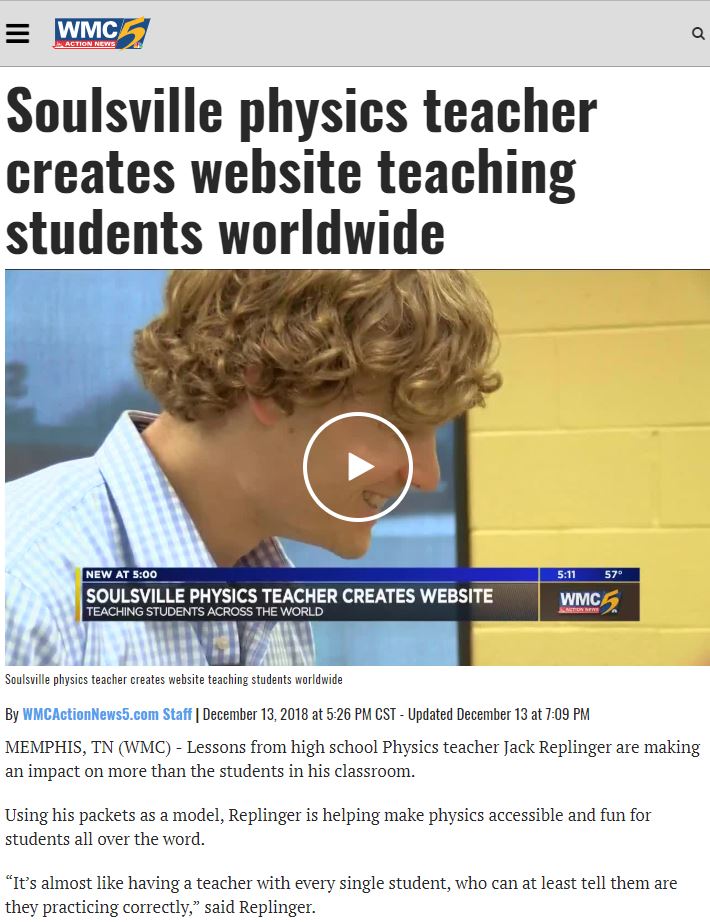 WMC 5
ACTION NEWS
Soulsville physics teacher
creates website teaching
students worldwide
NEW AT 5:00
5:11 57°
SOULSVILLE PHYSICS TEACHER CREATES WEBSITE
TEACHING STUDENTS ACROSS THE WORLD
WMC 5
ACTION NEWS
Soulsville physics teacher creates website teaching students worldwide
By WMCActionNews5.com Staff | December 13, 2018 at 5:26 PM CST - Updated December 13 at 7:09 PM
MEMPHIS, TN (WMC) - Lessons from high school Physics teacher Jack Replinger are making
an impact on more than the students in his classroom.
Using his packets as a model, Replinger is helping make physics accessible and fun for
students all over the word.
“It’s almost like having a teacher with every single student, who can at least tell them are
they practicing correctly,” said Replinger.